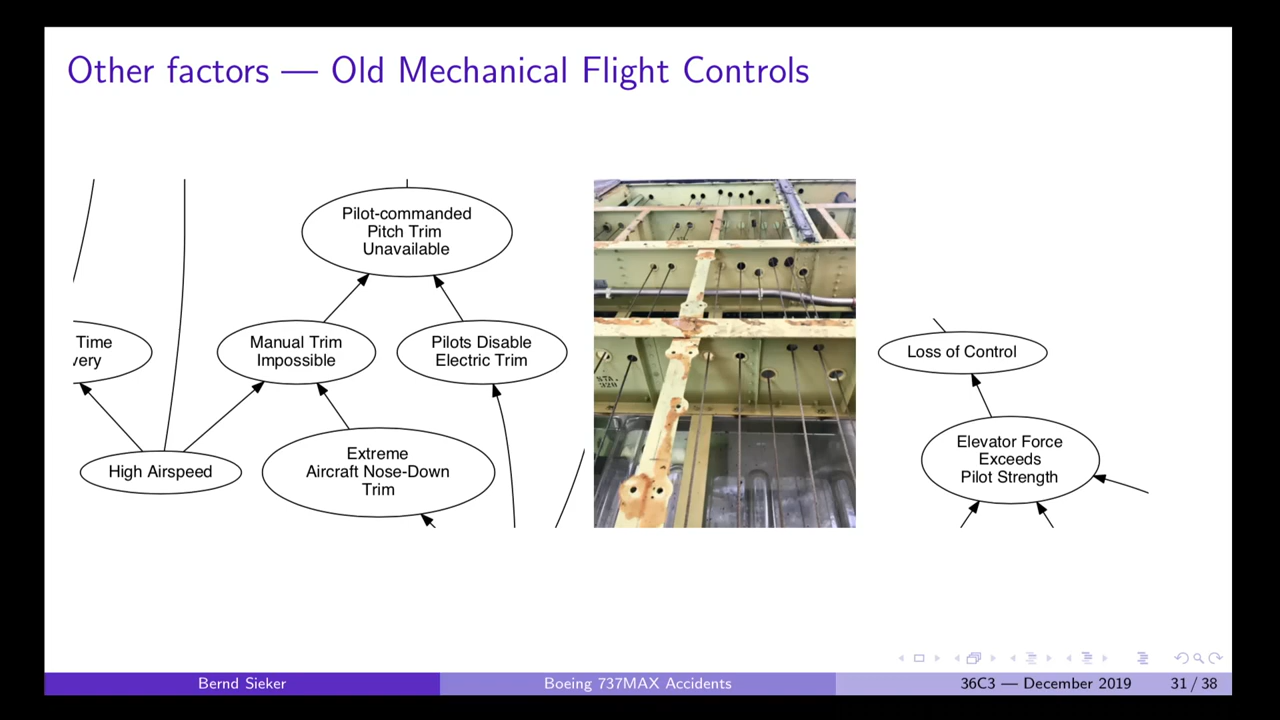 Other factors — Old Mechanical Flight Controls
Pilot-commanded
Pitch Trim
Unavailable
Time
very
Manual Trim
Impossible
Pilots Disable
Electric Trim
High Airspeed
Extreme
Aircraft Nose-Down
Trim
STA.
328
Loss of Control
Elevator Force
Exceeds
Pilot Strength
Bernd Sieker
Boeing 737MAX Accidents
36C3 — December 2019
31 / 38